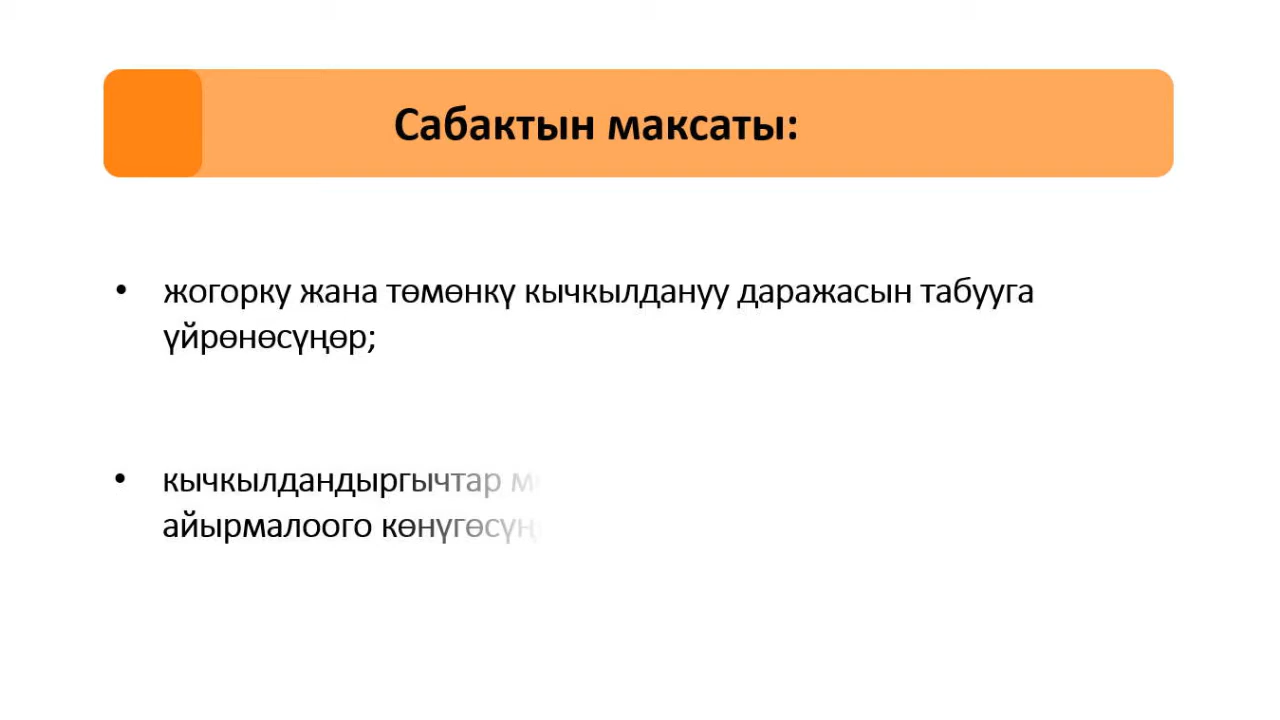 Сабактын максаты:
• жогорку жана төмөнкү кычкылдануу даражасын табууга
үйрөнөсүңөр;
• кычкылдандыргычтар
айырмалоого